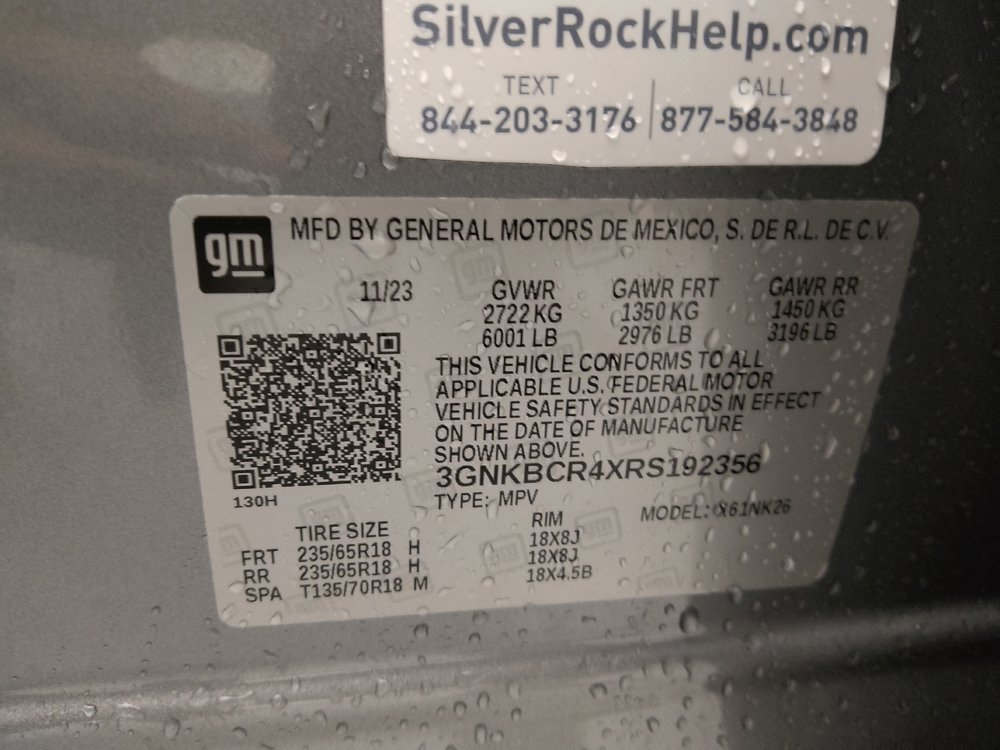 SilverRockHelp.com
TEXT CALL
844-203-3176 877-584-3848
gm MFD BY GENERAL MOTORS DE MEXICO, S. DE R.L. DE C.V.
11/23 GVWR GAWR FRT GAWR RR
2722 KG 1350 KG 1450 KG
6001 LB 2976 LB 3196 LB
THIS VEHICLE CONFORMS TO ALL
APPLICABLE U.S. FEDERAL MOTOR
VEHICLE SAFETY STANDARDS IN EFFECT
ON THE DATE OF MANUFACTURE
SHOWN ABOVE.
3GNKBCR4XRS192356
130H TYPE: MPV MODEL:
TIRE SIZE RIM
FRT 235/65R18 H 18X8J
RR 235/65R18 H 18X8J
SPA T135/70R18 M 18X4.5B